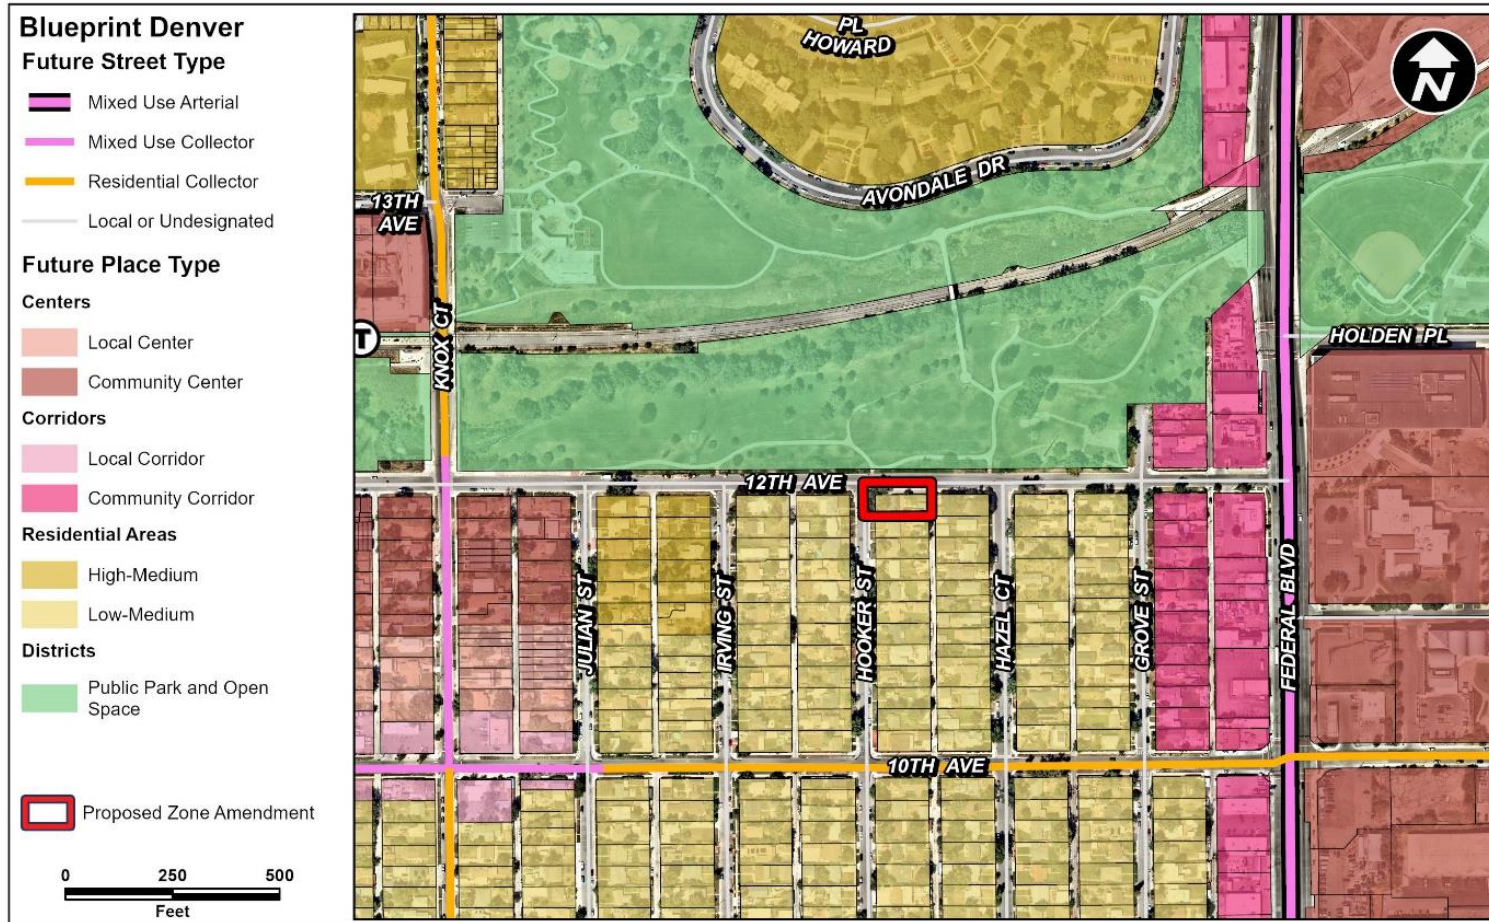 Blueprint Denver
Future Street Type
Mixed Use Arterial
Mixed Use Collector
Residential Collector
Local or Undesignated
Future Place Type
Centers
Local Center
Community Center
Corridors
Local Corridor
Community Corridor
Residential Areas
High-Medium
Low-Medium
Districts
Public Park and Open
Space
Proposed Zone Amendment
0 250 500
Feet
PL
HOWARD
N
AVONDALE DR
13TH
AVE
T
KNOX CT
HOLDEN PL
12TH AVE
JULIAN ST
IRVING ST
HOOKER ST
HAZEL CT
GROVE ST
FEDERAL BLVD
10TH AVE